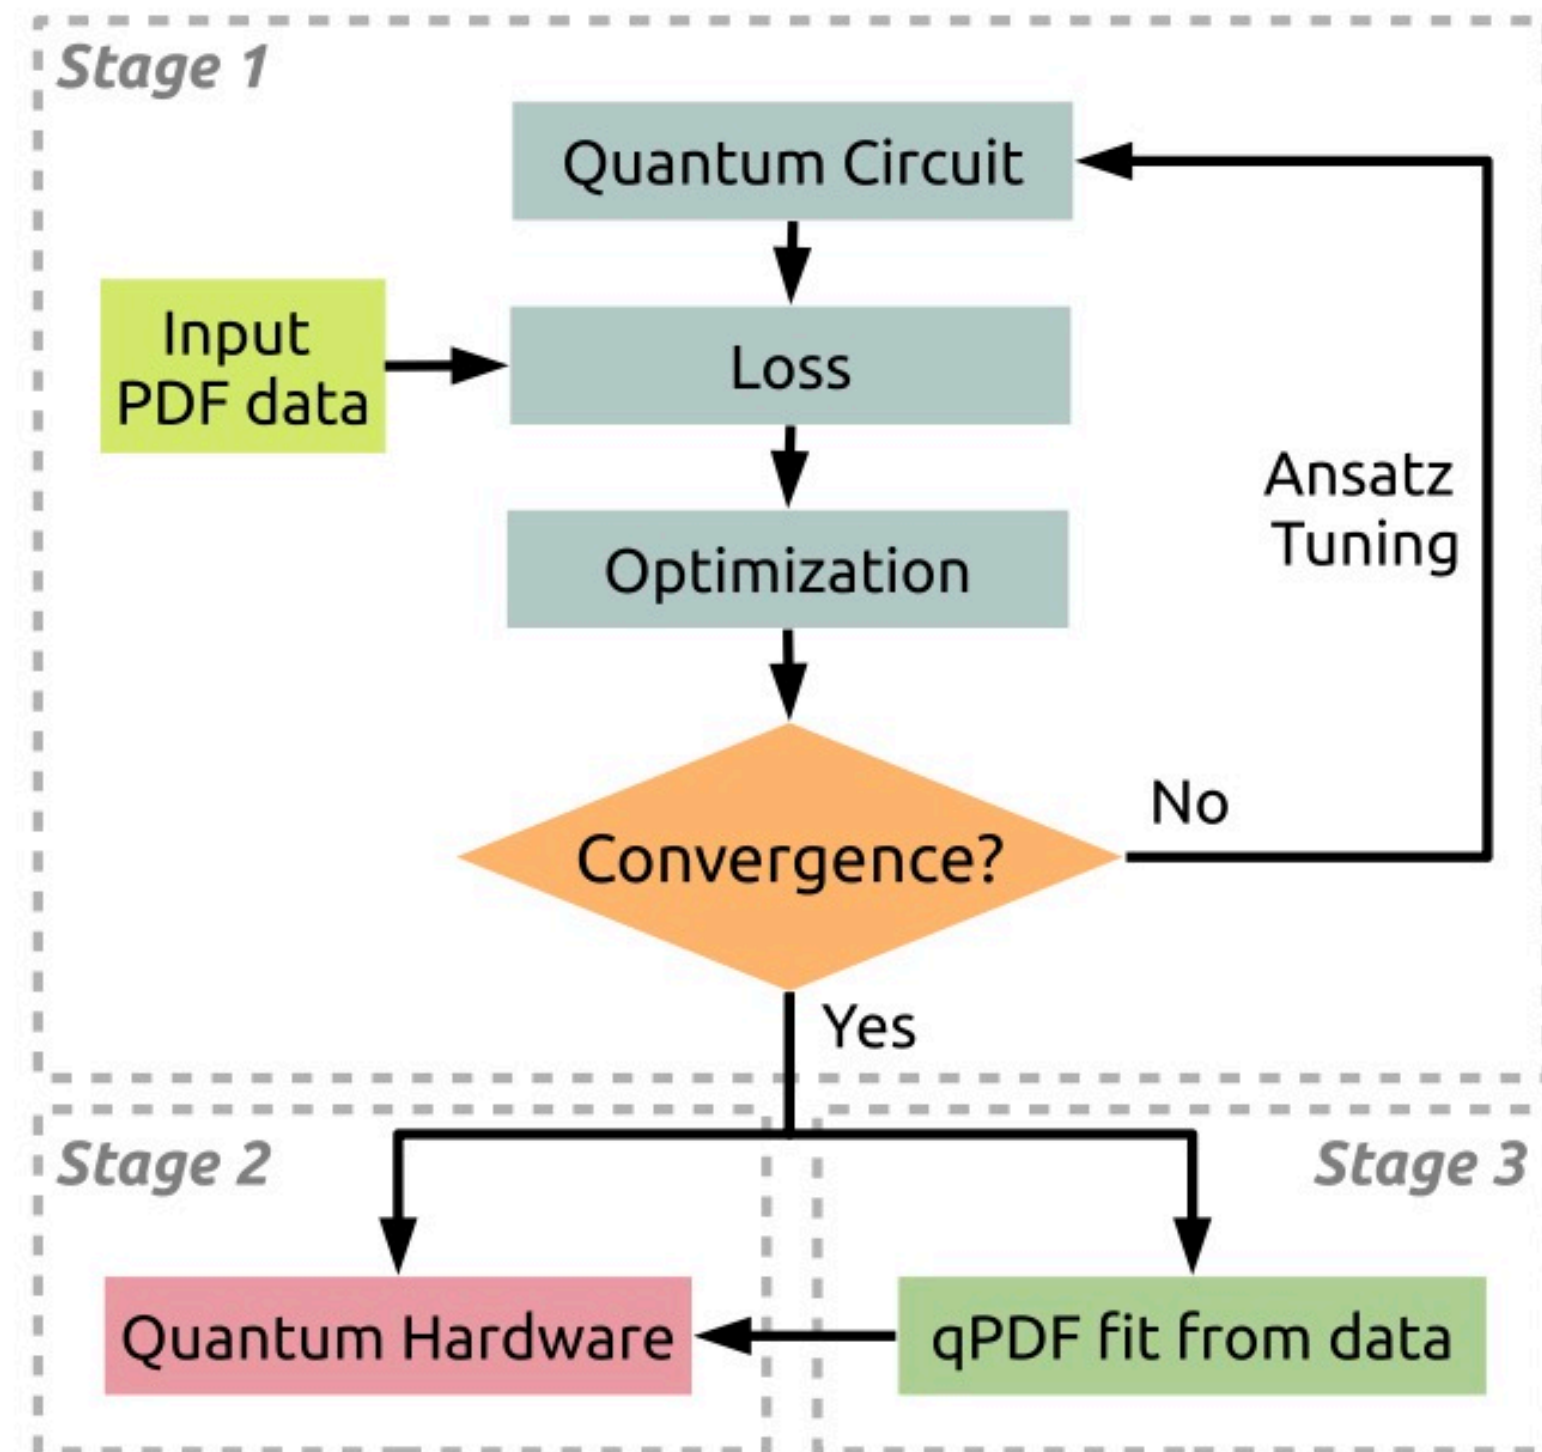 Stage 1
Quantum Circuit
Input
PDF data
Loss
Optimization
Ansatz
Tuning
Convergence?
No
Yes
Stage 2
Stage 3
Quantum Hardware
qPDF fit from data